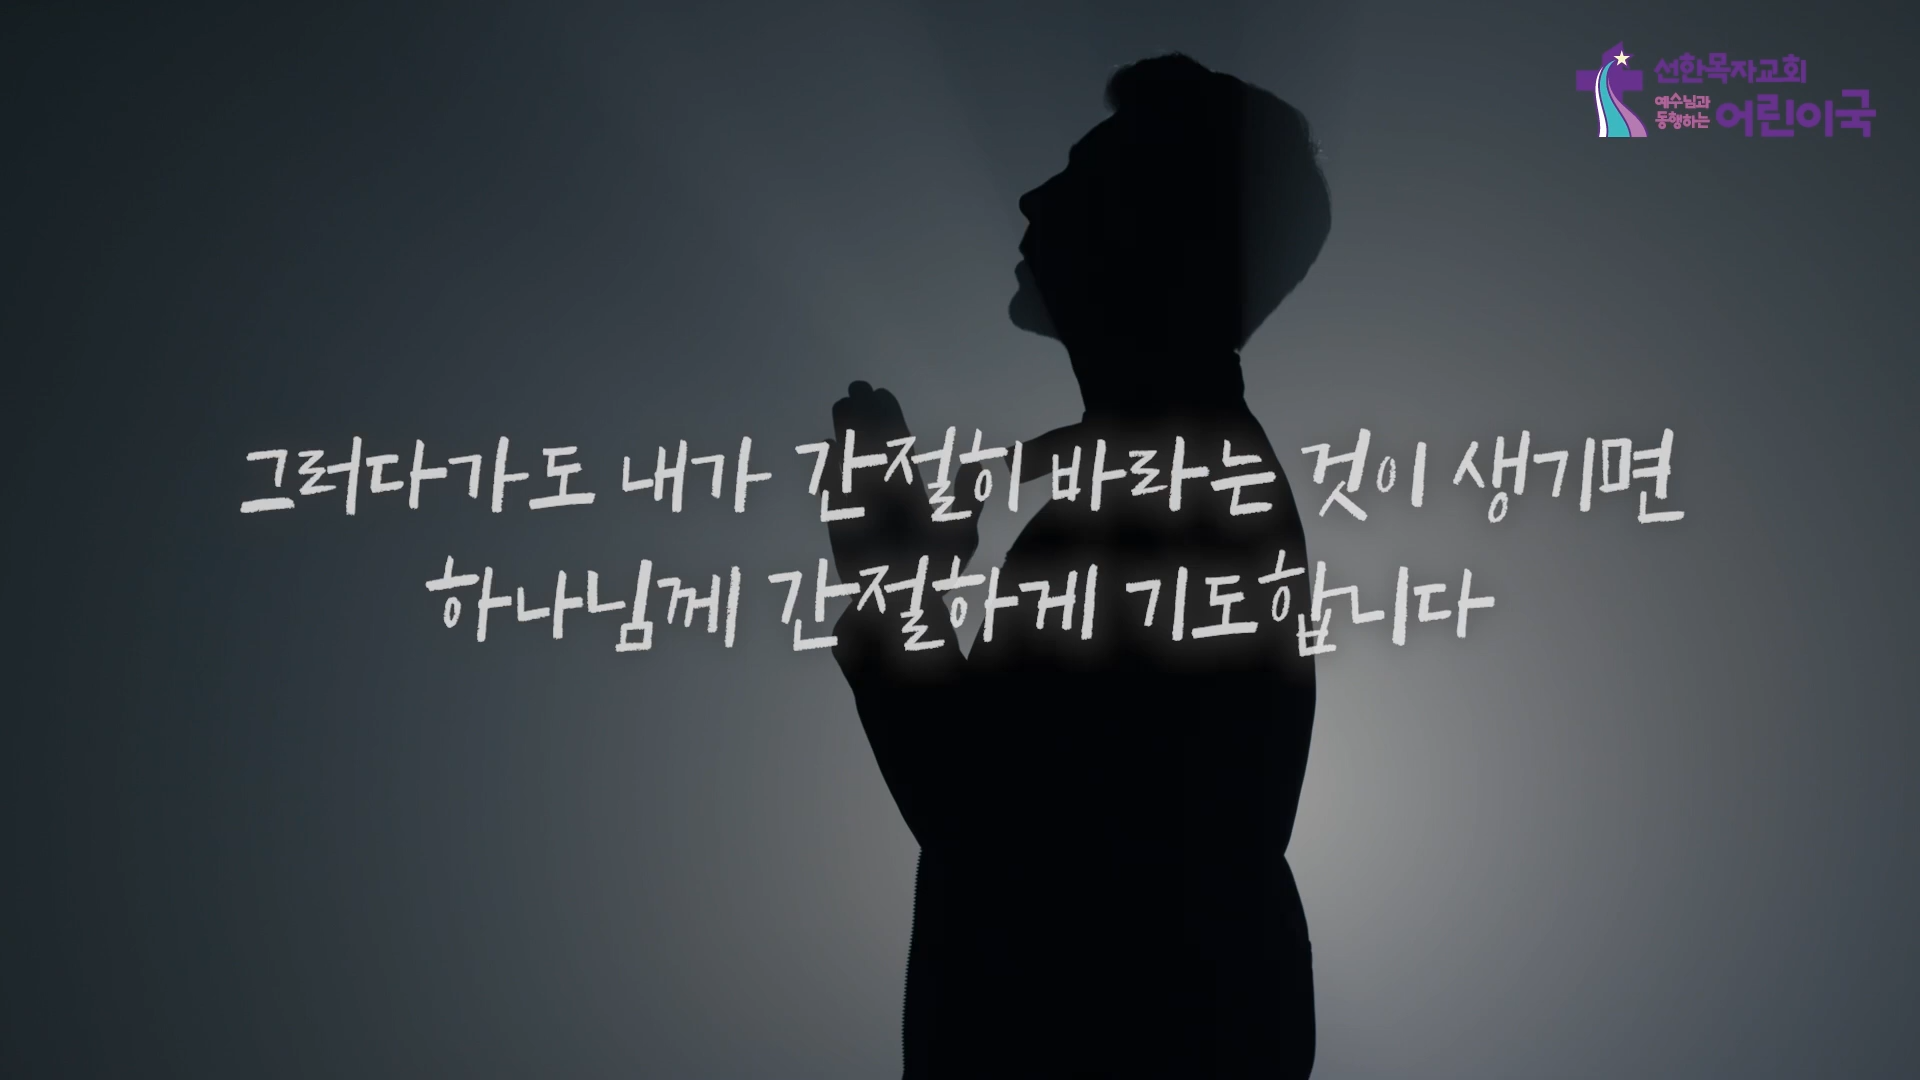 선한목자교회
예수님과
동행하는
어린이국
그러다가도 내가 간절히 바라는 것이 생기면
하나님께 간절하게 기도합니다